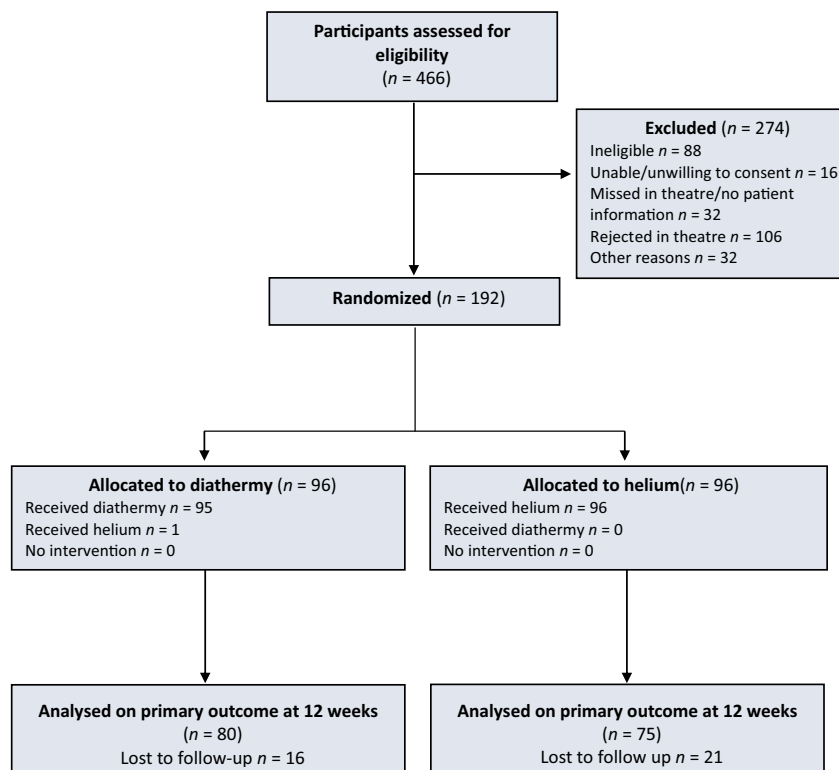 Participants assessed for
eligibility
(n = 466)
Excluded (n = 274)
Ineligible n = 88
Unable/unwilling to consent n = 16
Missed in theatre/no patient
information n = 32
Rejected in theatre n = 106
Other reasons n = 32
Randomized (n = 192)
Allocated to diathermy (n = 96)
Received diathermy n = 95
Received helium n = 1
No intervention n = 0
Allocated to helium(n = 96)
Received helium n = 96
Received diathermy n = 0
No intervention n = 0
Analysed on primary outcome at 12 weeks
(n = 80)
Lost to follow-up n = 16
Analysed on primary outcome at 12 weeks
(n = 75)
Lost to follow up n = 21